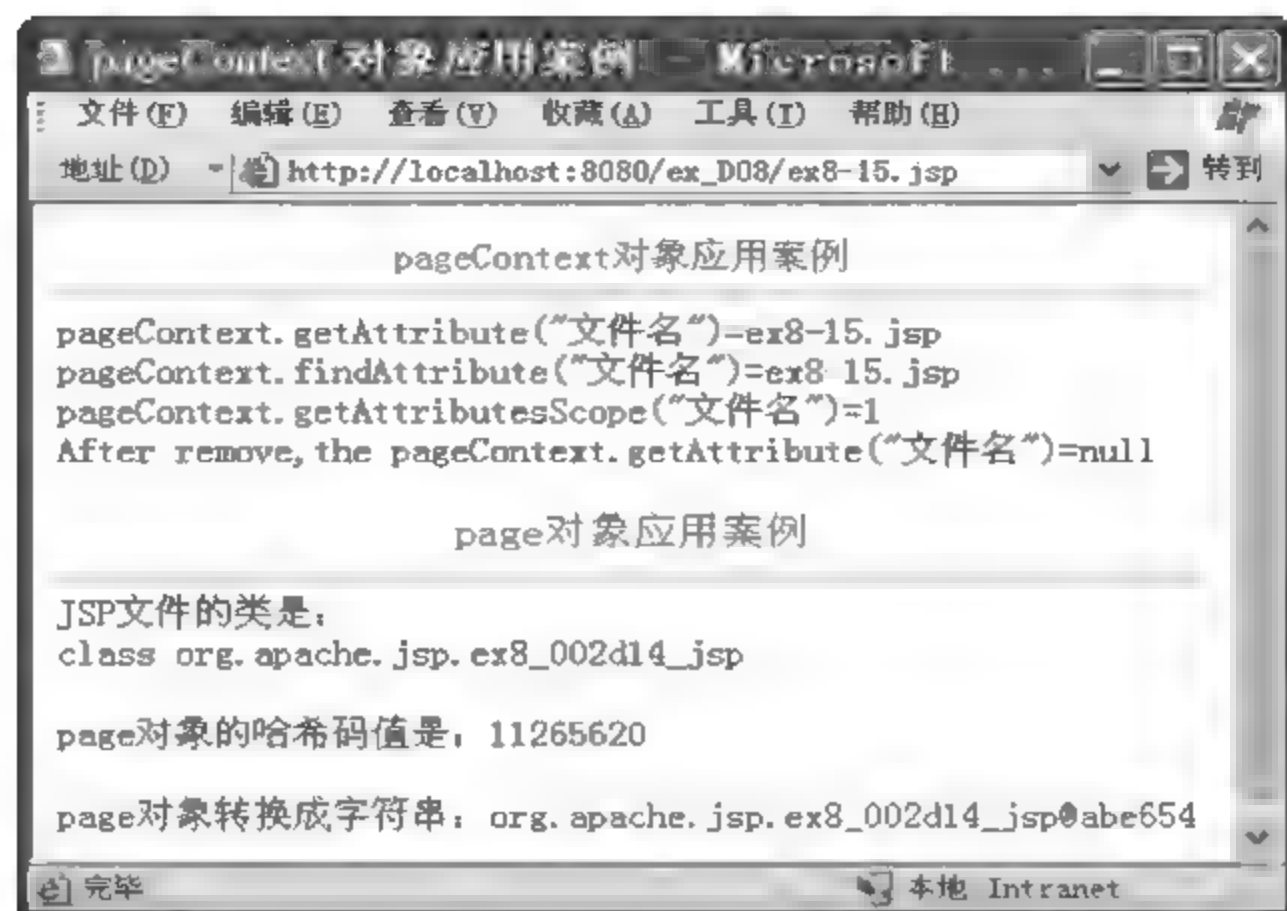 pageContext对象应用案例 - Microsoft ...
文件(F) 编辑(E) 查看(V) 收藏(A) 工具(T) 帮助(H)
地址(D) http://localhost:8080/ex_D08/ex8-15.jsp 转到
pageContext对象应用案例
pageContext.getAttribute("文件名")=ex8-15.jsp
pageContext.findAttribute("文件名")=ex8-15.jsp
pageContext.getAttributesScope("文件名")=1
After remove,the pageContext.getAttribute("文件名")=null
page对象应用案例
JSP文件的类是：
class org.apache.jsp.ex8_002d14_jsp
page对象的哈希码值是：11265620
page对象转换成字符串：org.apache.jsp.ex8_002d14_jsp@abe654
完毕 本地 Intranet